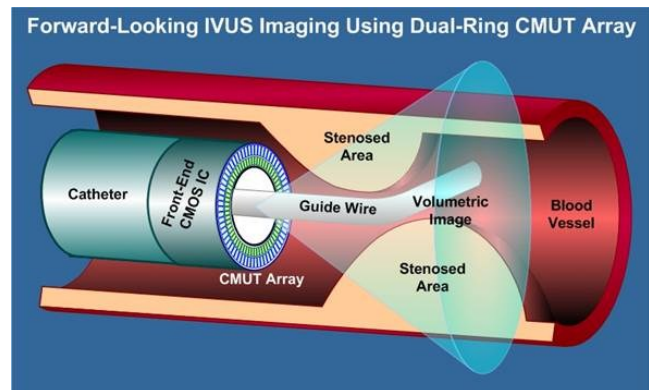 Forward-Looking IVUS Imaging Using Dual-Ring CMUT Array
Stenosed
Area
Catheter
Front-End
CMOS IC
Guide Wire
Volumetric
Image
Blood
Vessel
CMUT Array
Stenosed
Area